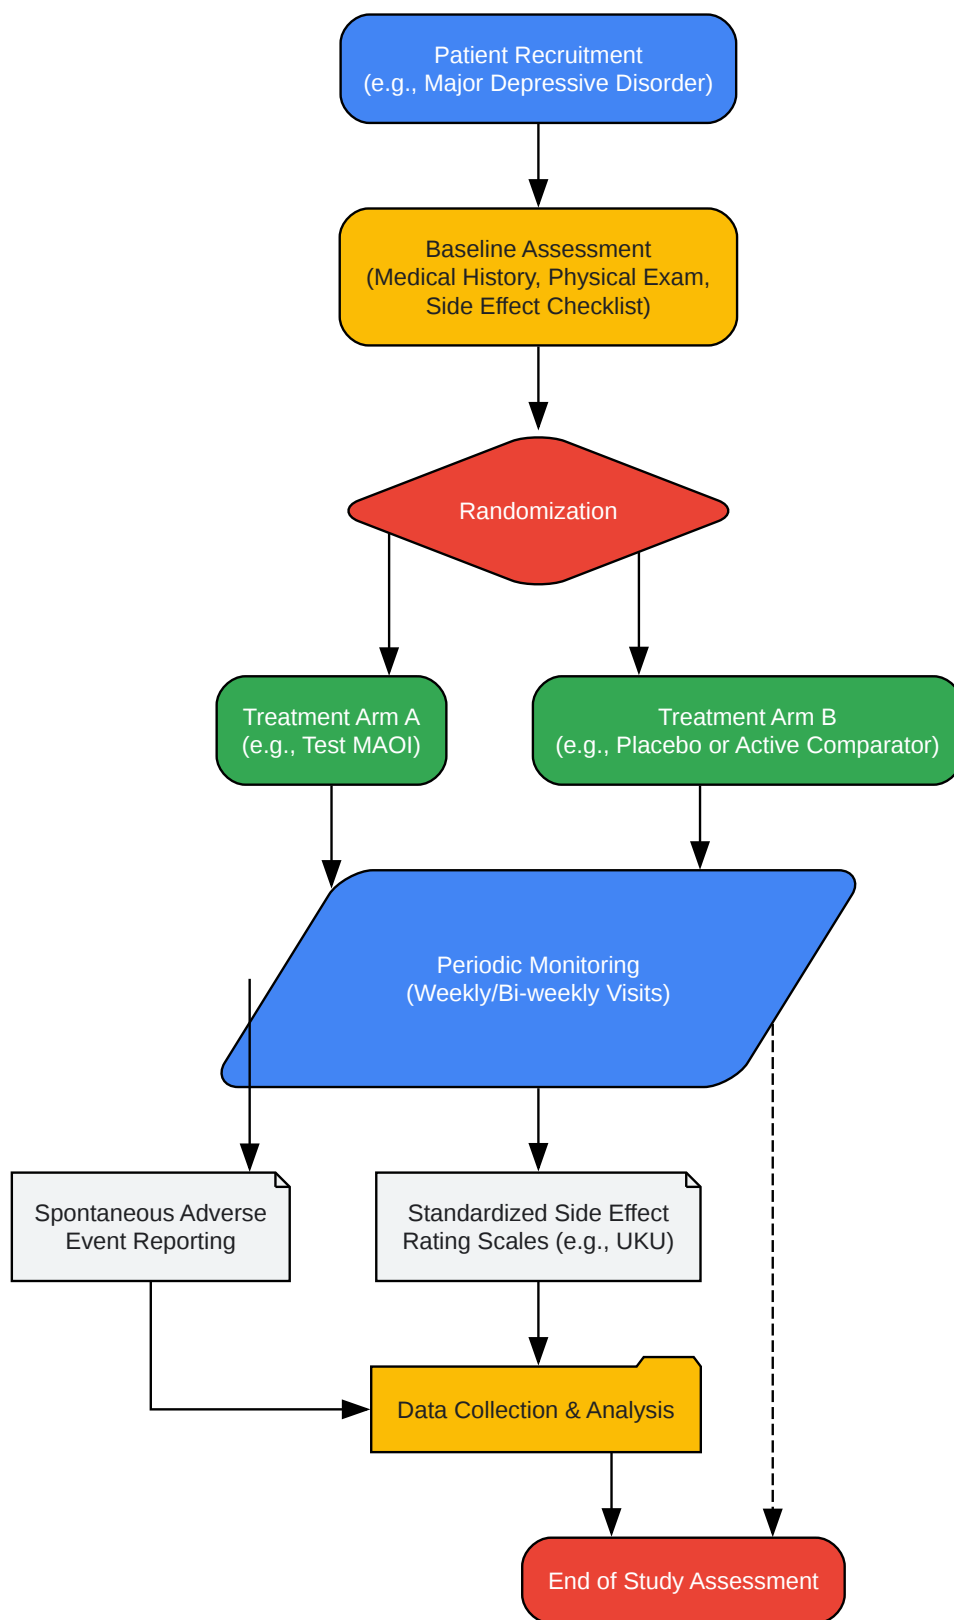 Patient Recruitment
(e.g., Major Depressive Disorder)
Baseline Assessment
(Medical History, Physical Exam,
Side Effect Checklist)
Randomization
Treatment Arm A
(e.g., Test MAOI)
Treatment Arm B
(e.g., Placebo or Active Comparator)
Periodic Monitoring
(Weekly/Bi-weekly Visits)
Spontaneous Adverse
Event Reporting
Standardized Side Effect
Rating Scales (e.g., UKU)
Data Collection & Analysis
End of Study Assessment